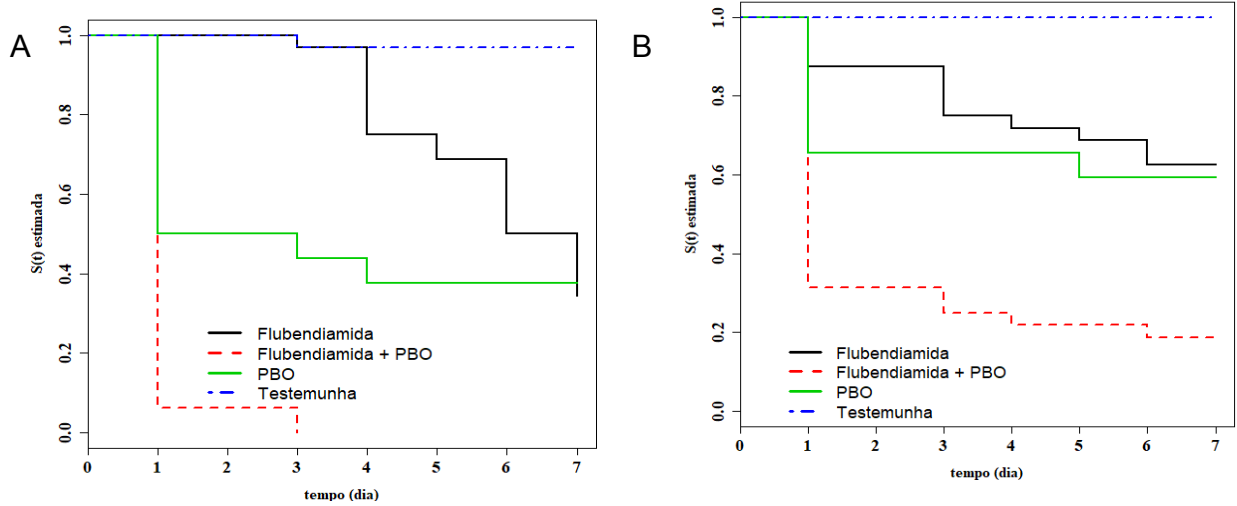 A
S(t) estimada
1.0
0.8
0.6
0.4
0.2
0.0
Flubendiamida
Flubendiamida + PBO
PBO
Testemunha
0 1 2 3 4 5 6 7
tempo (dia)
B
S(t) estimada
1.0
0.8
0.6
0.4
0.2
0.0
Flubendiamida
Flubendiamida + PBO
PBO
Testemunha
0 1 2 3 4 5 6 7
tempo (dia)